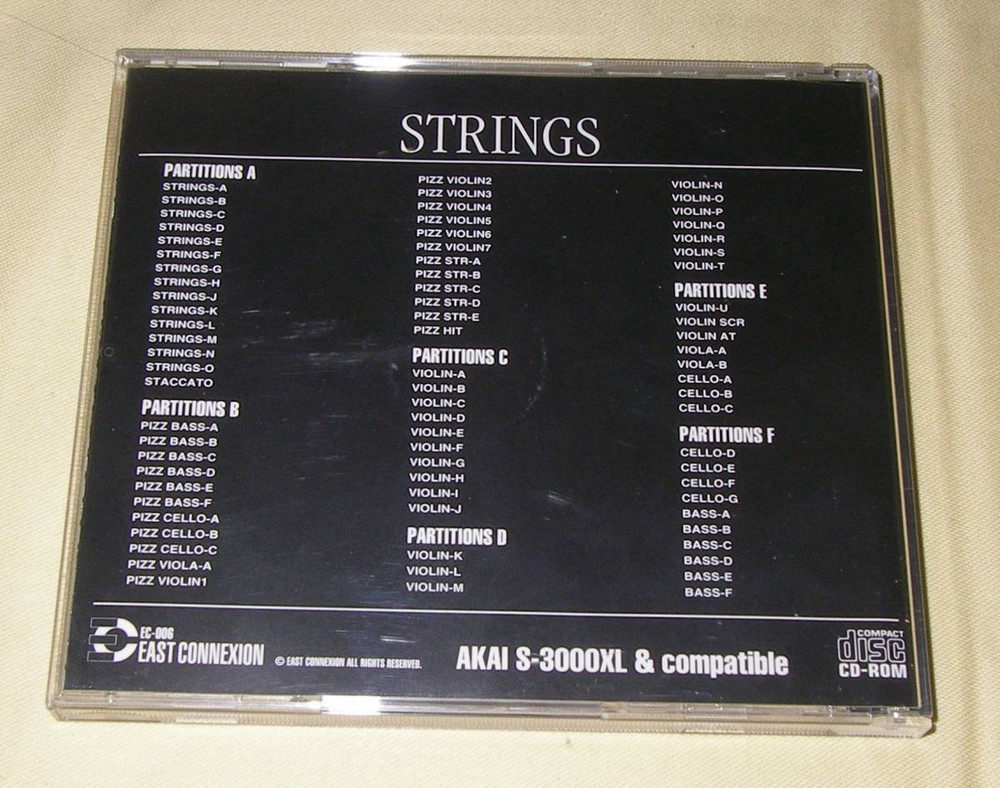 STRINGS
PARTITIONS A
STRINGS-A
STRINGS-B
STRINGS-C
STRINGS-D
STRINGS-E
STRINGS-F
STRINGS-G
STRINGS-H
STRINGS-J
STRINGS-K
STRINGS-L
STRINGS-M
STRINGS-N
STRINGS-O
STACCATO
PARTITIONS B
PIZZ BASS-A
PIZZ BASS-B
PIZZ BASS-C
PIZZ BASS-D
PIZZ BASS-E
PIZZ BASS-F
PIZZ CELLO-A
PIZZ CELLO-B
PIZZ CELLO-C
PIZZ VIOLA-A
PIZZ VIOLIN1
PIZZ VIOLIN2
PIZZ VIOLIN3
PIZZ VIOLIN4
PIZZ VIOLIN5
PIZZ VIOLIN6
PIZZ VIOLIN7
PIZZ STR-A
PIZZ STR-B
PIZZ STR-C
PIZZ STR-D
PIZZ STR-E
PIZZ HIT
PARTITIONS C
VIOLIN-A
VIOLIN-B
VIOLIN-C
VIOLIN-D
VIOLIN-E
VIOLIN-F
VIOLIN-G
VIOLIN-H
VIOLIN-I
VIOLIN-J
PARTITIONS D
VIOLIN-K
VIOLIN-L
VIOLIN-M
VIOLIN-N
VIOLIN-O
VIOLIN-P
VIOLIN-Q
VIOLIN-R
VIOLIN-S
VIOLIN-T
PARTITIONS E
VIOLIN-U
VIOLIN SCR
VIOLIN AT
VIOLA-A
VIOLA-B
CELLO-A
CELLO-B
CELLO-C
PARTITIONS F
CELLO-D
CELLO-E
CELLO-F
CELLO-G
BASS-A
BASS-B
BASS-C
BASS-D
BASS-E
BASS-F
EC-006
EAST CONNEXION
© EAST CONNEXION ALL RIGHTS RESERVED.
AKAI S-3000XL & compatible
COMPACT
disc
CD-ROM